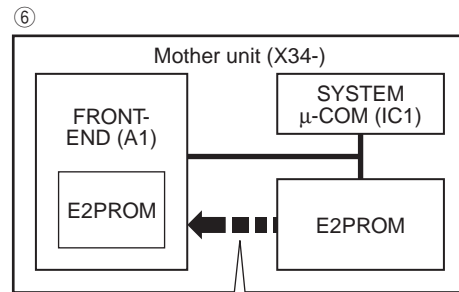 ⑥
Mother unit (X34-)
FRONT-
END (A1)
E2PROM
SYSTEM
μ-COM (IC1)
E2PROM